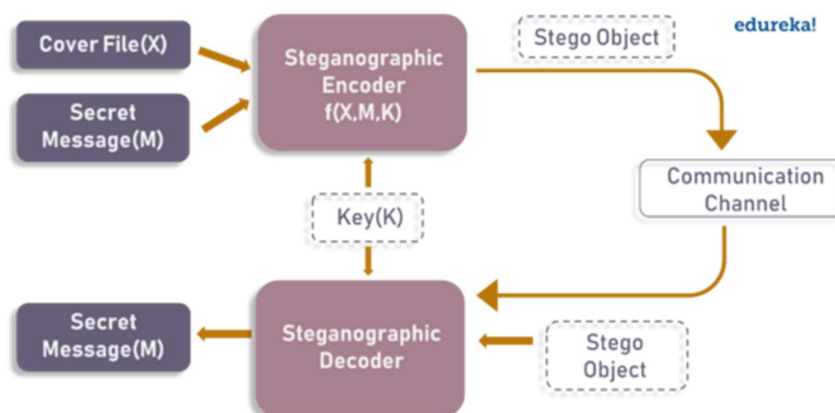 Cover File(X)
Secret
Message(M)
Steganographic
Encoder
f(X,M,K)
Stego Object
edureka!
Communication
Channel
Key(K)
Secret
Message(M)
Steganographic
Decoder
Stego
Object